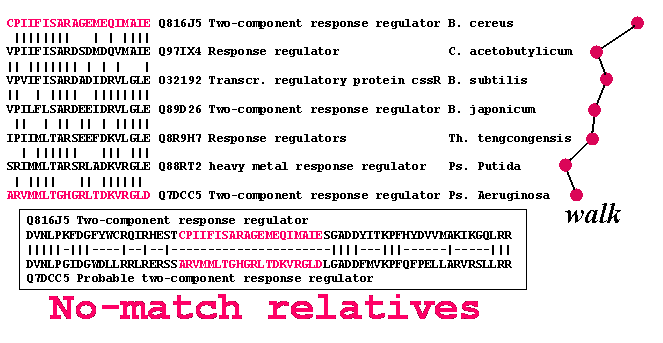 CPIIFISARAGEMEQIMAIE Q816J5 Two-component response regulator B. cereus
VPIIFISARDSDMDQVMAIE Q97IX4 Response regulator C. acetobutylicum
VPVIFISARDADIDRVLGLE O32192 Transcr. regulatory protein cssR B. subtilis
VPILFLSARDEEIDRVLGLE Q89D26 Two-component response regulator B. japonicum
IPIIMLTARSEEFDKVLGLE Q8R9H7 Response regulators Th. tengcongensis
SRIMMLTARSRLADKVRGLE Q88RT2 heavy metal response regulator Ps. Putida
ARVMMLTGHGRLTDKVRGLD Q7DCC5 Two-component response regulator Ps. Aeruginosa
walk
Q816J5 Two-component response regulator
DVNLPKFDGFYWCRQIRHESTCPIIFISARAGEMEQIMAIESGADDYITKPFHYDVVMAKIKGQLRR
DVNLPGIDGWDLLRRLRERSSARVMMLTGHGRLTDKVRGLDLGADDFMVKPFQFPELLARVRSLLRR
Q7DCC5 Probable two-component response regulator
No-match relatives